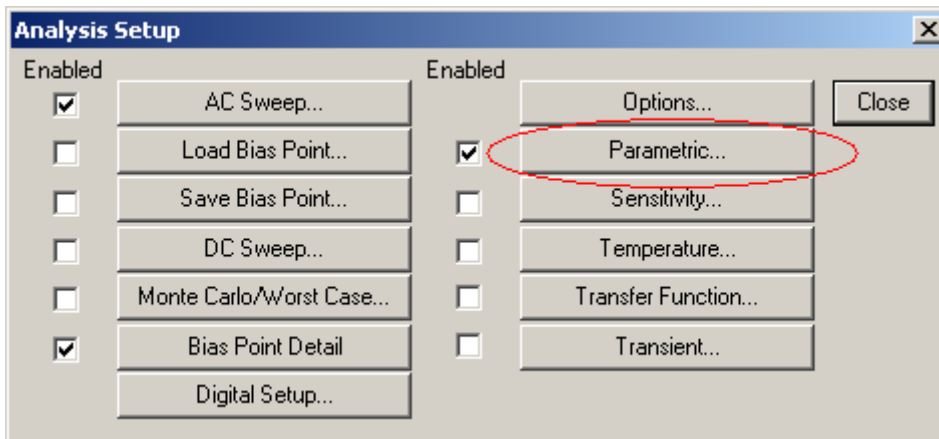 Analysis Setup
Enabled
AC Sweep...
Load Bias Point...
Save Bias Point...
DC Sweep...
Monte Carlo/Worst Case...
Bias Point Detail
Digital Setup...
Enabled
Options...
Parametric...
Sensitivity...
Temperature...
Transfer Function...
Transient...
Close